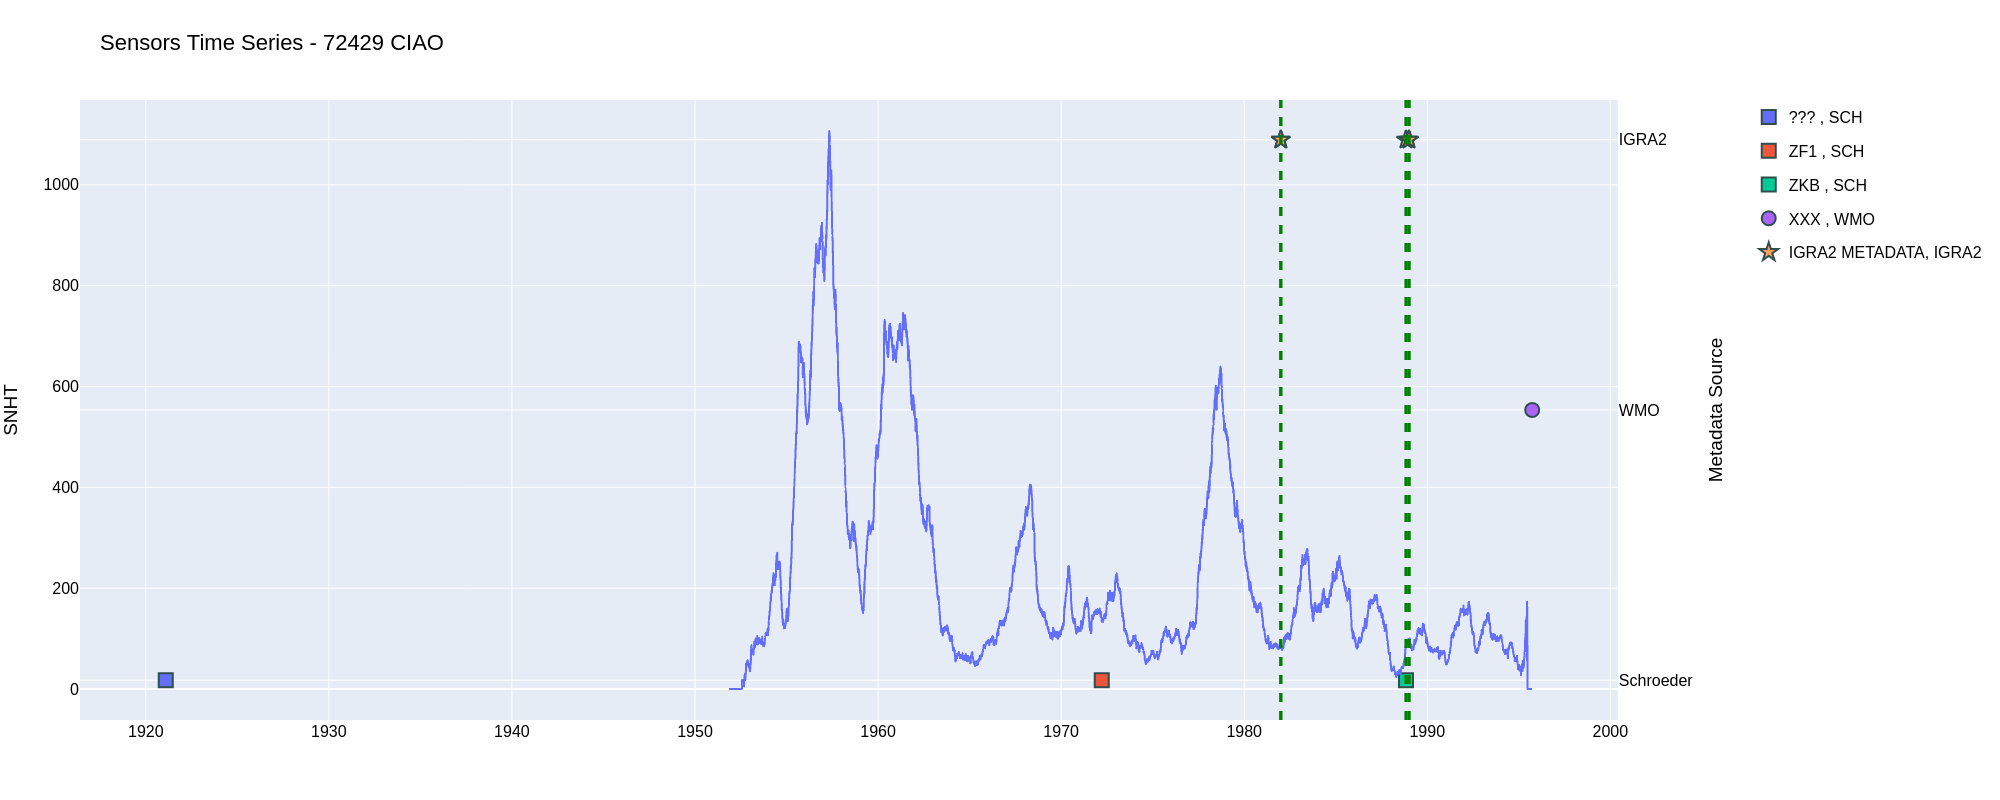 Sensors Time Series - 72429 CIAO
SNHT
1000
800
600
400
200
0
1920
1930
1940
1950
1960
1970
1980
1990
2000
IGRA2
WMO
Schroeder
Metadata Source
??? , SCH
ZF1 , SCH
ZKB , SCH
XXX , WMO
IGRA2 METADATA, IGRA2